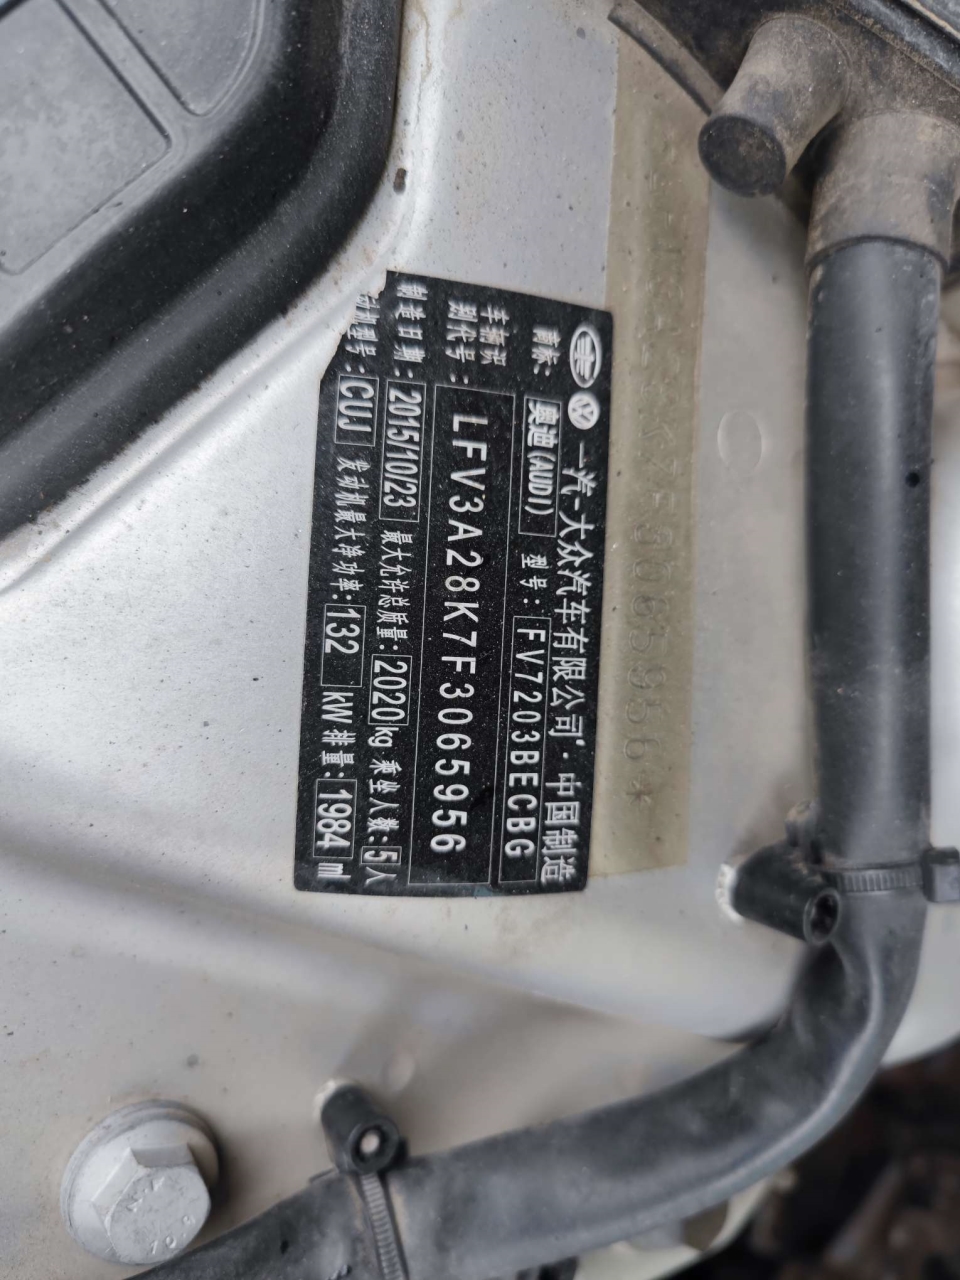 一汽-大众汽车有限公司·中国制造
商标: 奥迪(AUDI) 型号: FV7203BECBG
车辆识别代号: LFV3A28K7F3065956
制造日期: 2015/10/23 最大允许总质量: 2020kg 乘坐人数: 5人
动机型号: CUJ 发动机最大净功率: 132 kW 排量: 1984 ml